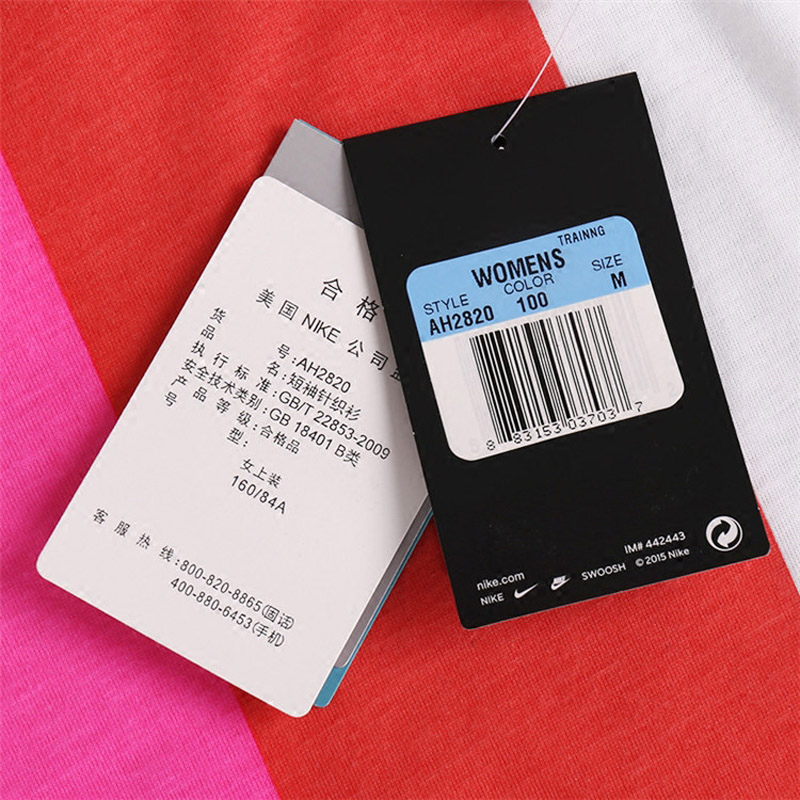 合格
美国 NIKE 公司
货号:AH2820
品名:短袖针织衫
执行标准:GB/T 22853-2009
安全技术类别:GB 18401 B类
产品等级:合格品
号型:
女上装
160/84A
客服热线:800-820-8865(固话)
400-880-6453(手机)
TRAINNG
WOMENS
STYLE COLOR SIZE
AH2820 100 M
8 83153 03703 7
IM# 442443
nike.com
NIKE SWOOSH © 2015 Nike